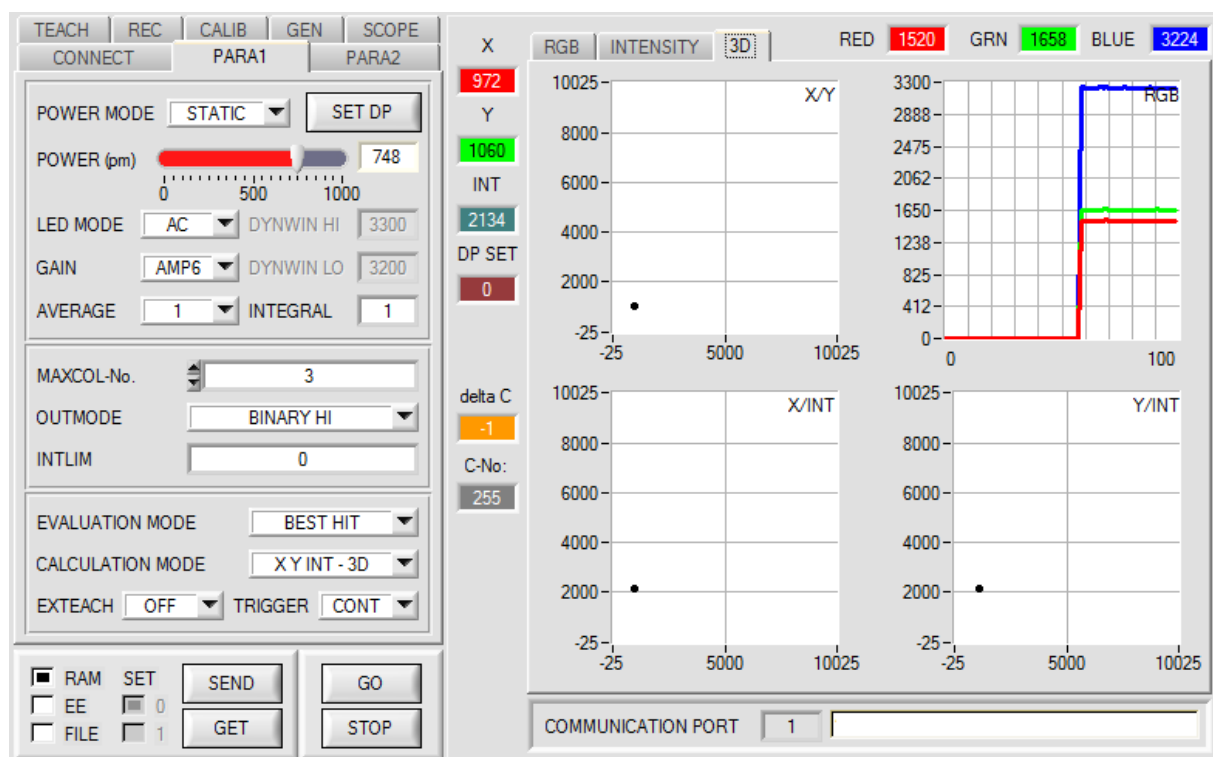 TEACH REC CALIB GEN SCOPE
CONNECT PARA1 PARA2
POWER MODE STATIC SET DP
POWER (pm) 748
0 500 1000
LED MODE AC DYNWIN HI 3300
GAIN AMP6 DYNWIN LO 3200
AVERAGE 1 INTEGRAL 1
MAXCOL-No. 3
OUTMODE BINARY HI
INTLIM 0
EVALUATION MODE BEST HIT
CALCULATION MODE X Y INT - 3D
EXTEACH OFF TRIGGER CONT
RAM SET SEND GO
EE 0
FILE 1 GET STOP
X
972
Y
1060
INT
2134
DP SET
0
delta C
-1
C-No:
255
RGB INTENSITY 3D RED 1520 GRN 1658 BLUE 3224
X/Y
10025
8000
6000
4000
2000
-25
-25 5000 10025
RGB
3300
2888
2475
2062
1650
1238
825
412
0
0 100
X/INT
10025
8000
6000
4000
2000
-25
-25 5000 10025
Y/INT
10025
8000
6000
4000
2000
-25
-25 5000 10025
COMMUNICATION PORT 1